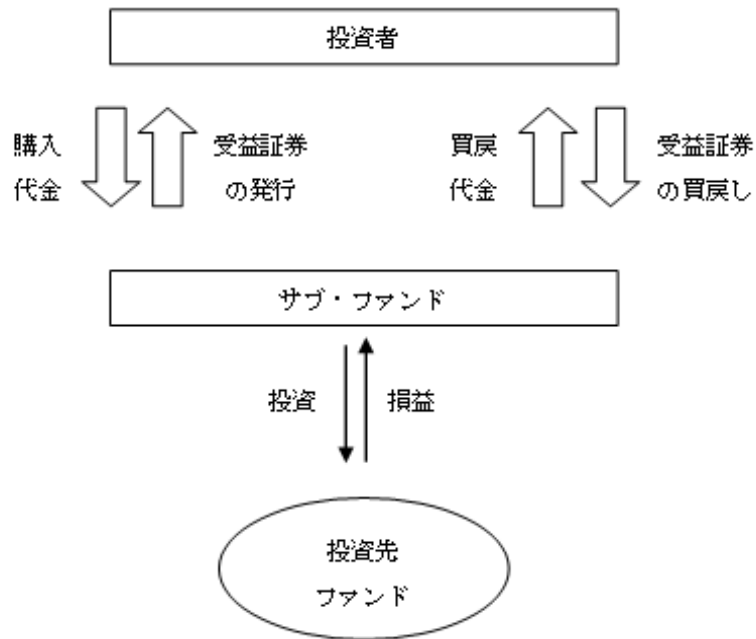 投資者
購入
代金
受益証券
の発行
買戻
代金
受益証券
の買戻し
サブ・ファンド
投資
損益
投資先
ファンド